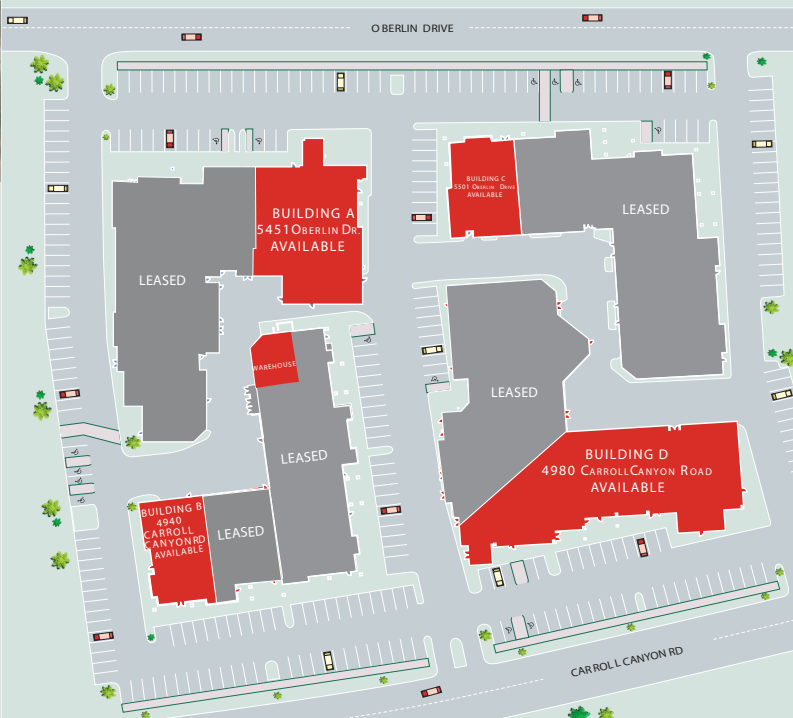 OBERLIN DRIVE
BUILDING A
5451 OBERLIN DR.
AVAILABLE
BUILDING C
5501 OBERLIN DRIVE
AVAILABLE
LEASED
LEASED
WAREHOUSE
LEASED
LEASED
BUILDING D
4980 CARROLL CANYON ROAD
AVAILABLE
BUILDING B
4940
CARROLL
CANYON RD
AVAILABLE
LEASED
CARROLL CANYON RD